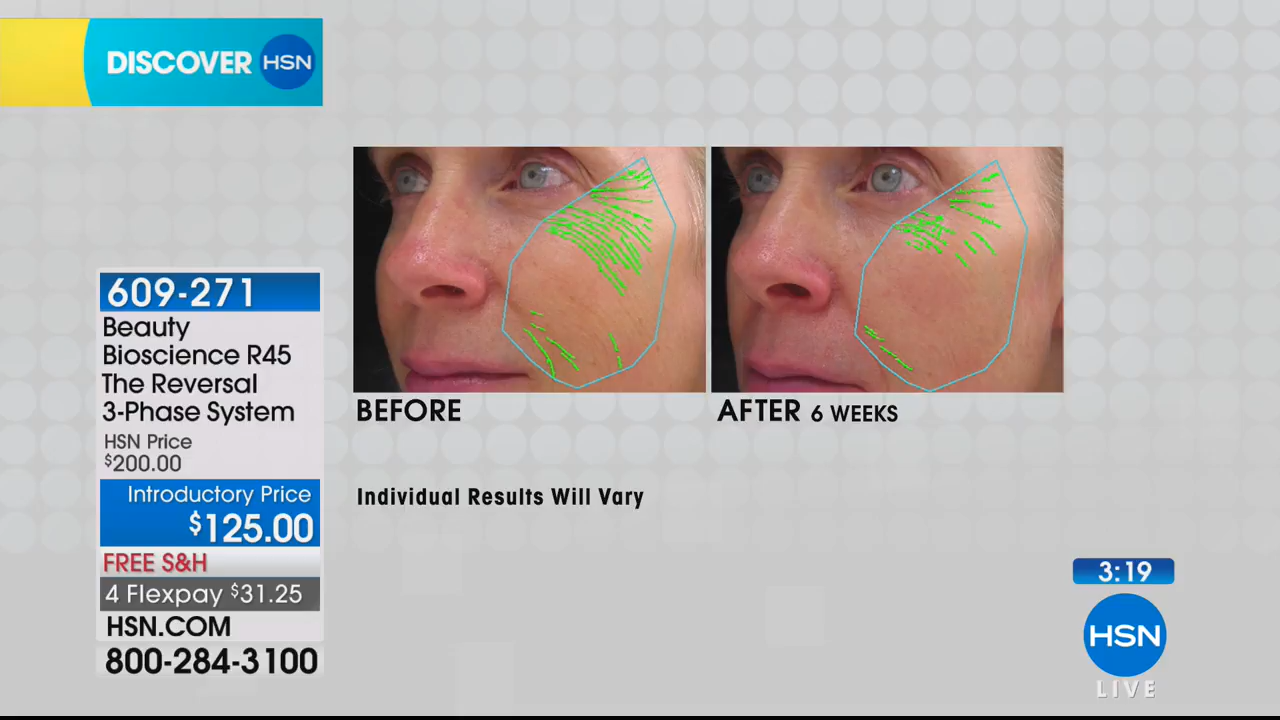 DISCOVER HSN
609-271
Beauty
Bioscience R45
The Reversal
3-Phase System
HSN Price
$200.00
Introductory Price
$125.00
FREE S&H
4 Flexpay $31.25
HSN.COM
800-284-3100
BEFORE
AFTER 6 WEEKS
Individual Results Will Vary
3:19
HSN
LIVE